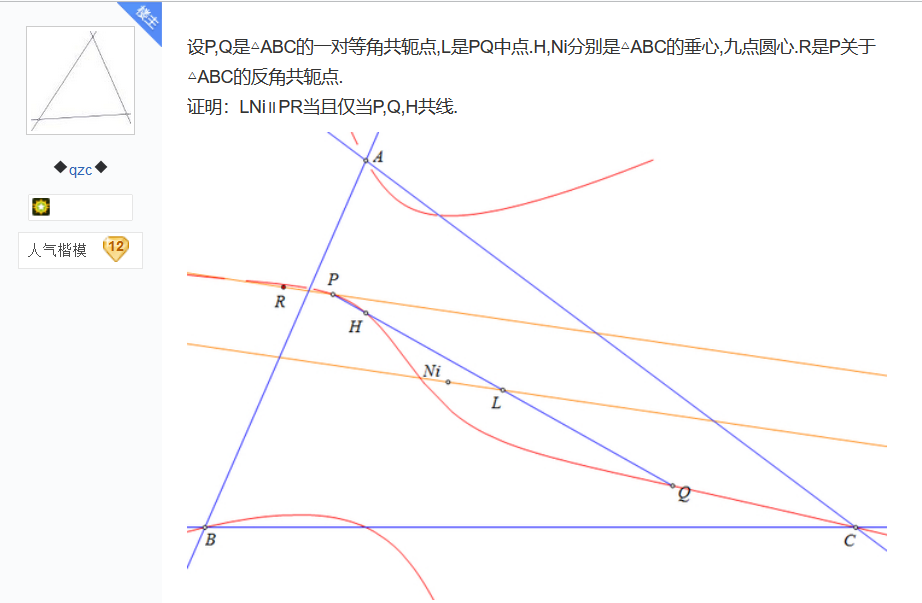 楼主
设P,Q是△ABC的一对等角共轭点,L是PQ中点.H,Ni分别是△ABC的垂心,九点圆心.R是P关于
△ABC的反角共轭点.
证明：LNi∥PR当且仅当P,Q,H共线.
◆qzc◆
人气楷模 12
A
P
R
H
Ni
L
Q
B
C